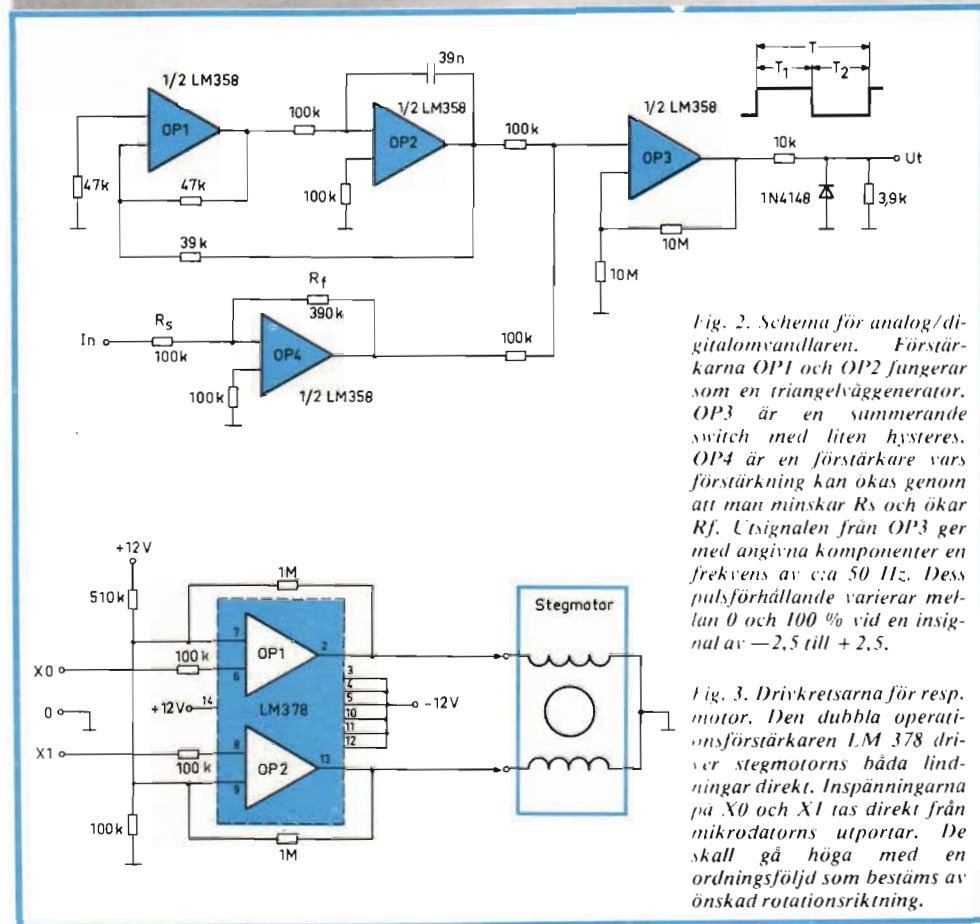 39n
1/2 LM358
100k
1/2 LM358
OP1
OP2
47k
47k
100k
39k
100k
1/2 LM358
OP3
T
T₁
T₂
10k
Ut
1N4148
3,9k
10M
10M
In
Rs
100k
Rf
390k
OP4
100k
1/2 LM358
100k
Fig. 2. Schema för analog/di-
gitalomvandlaren. Förstär-
karna OP1 och OP2 fungerar
som en triangelvåggenerator.
OP3 är en summerande
switch med liten hysteres.
OP4 är en förstärkare vars
förstärkning kan ökas genom
att man minskar Rs och ökar
Rf. Utsignalen från OP3 ger
med angivna komponenter en
frekvens av c:a 50 Hz. Dess
pulsförhållande varierar mel-
lan 0 och 100 % vid en insig-
nal av —2,5 till + 2,5.
+12V
510k
1M
X0
100k
7
6
OP1
2
0
+12V
14
LM378
3
4
5
10
11
12
-12V
X1
100k
8
9
OP2
13
100k
1M
Stegmotor
Fig. 3. Drivkretsarna för resp.
motor. Den dubbla operati-
onsförstärkaren LM 378 dri-
ver stegmotorns båda lind-
ningar direkt. Inspänningarna
på X0 och X1 tas direkt från
mikrodatorns utportar. De
skall gå höga med en
ordningsföljd som bestäms av
önskad rotationsriktning.